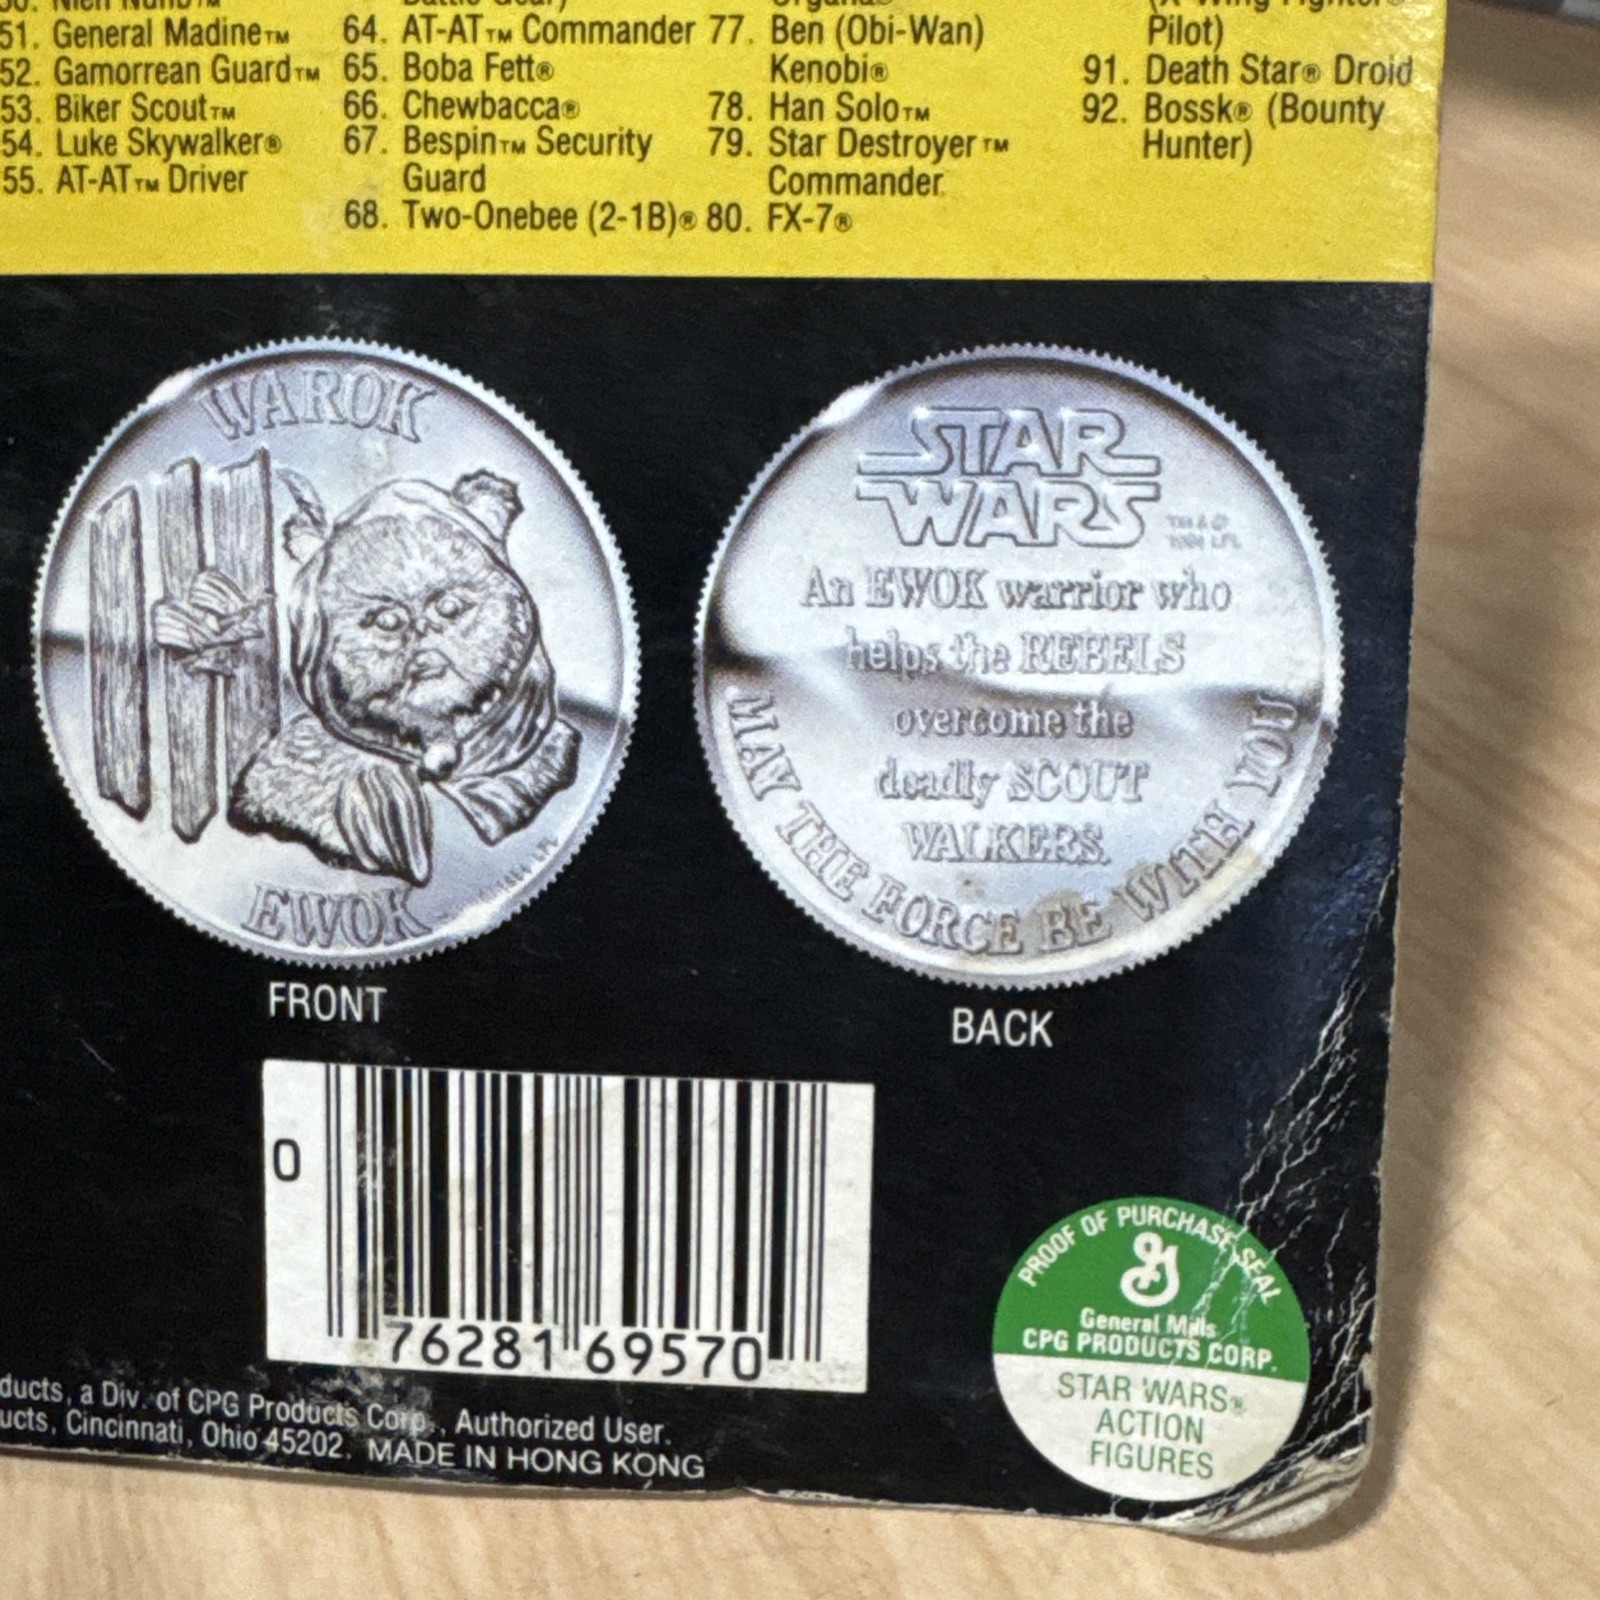 51. General Madine™
52. Gamorrean Guard™
53. Biker Scout™
54. Luke Skywalker®
55. AT-AT™ Driver
64. AT-AT™ Commander
65. Boba Fett®
66. Chewbacca®
67. Bespin™ Security
Guard
68. Two-Onebee (2-1B)®
77. Ben (Obi-Wan)
Kenobi®
78. Han Solo™
79. Star Destroyer™
Commander
80. FX-7®
Pilot)
91. Death Star® Droid
92. Bossk® (Bounty
Hunter)
WAROK
EWOK
FRONT
STAR
WARS
An EWOK warrior who
helps the REBELS
overcome the
deadly SCOUT
WALKERS.
MAY THE FORCE BE WITH YOU
BACK
0
76281 69570
PROOF OF PURCHASE SEAL
General Mills
CPG PRODUCTS CORP.
STAR WARS®
ACTION
FIGURES
ducts, a Div. of CPG Products Corp., Authorized User.
ucts, Cincinnati, Ohio 45202. MADE IN HONG KONG